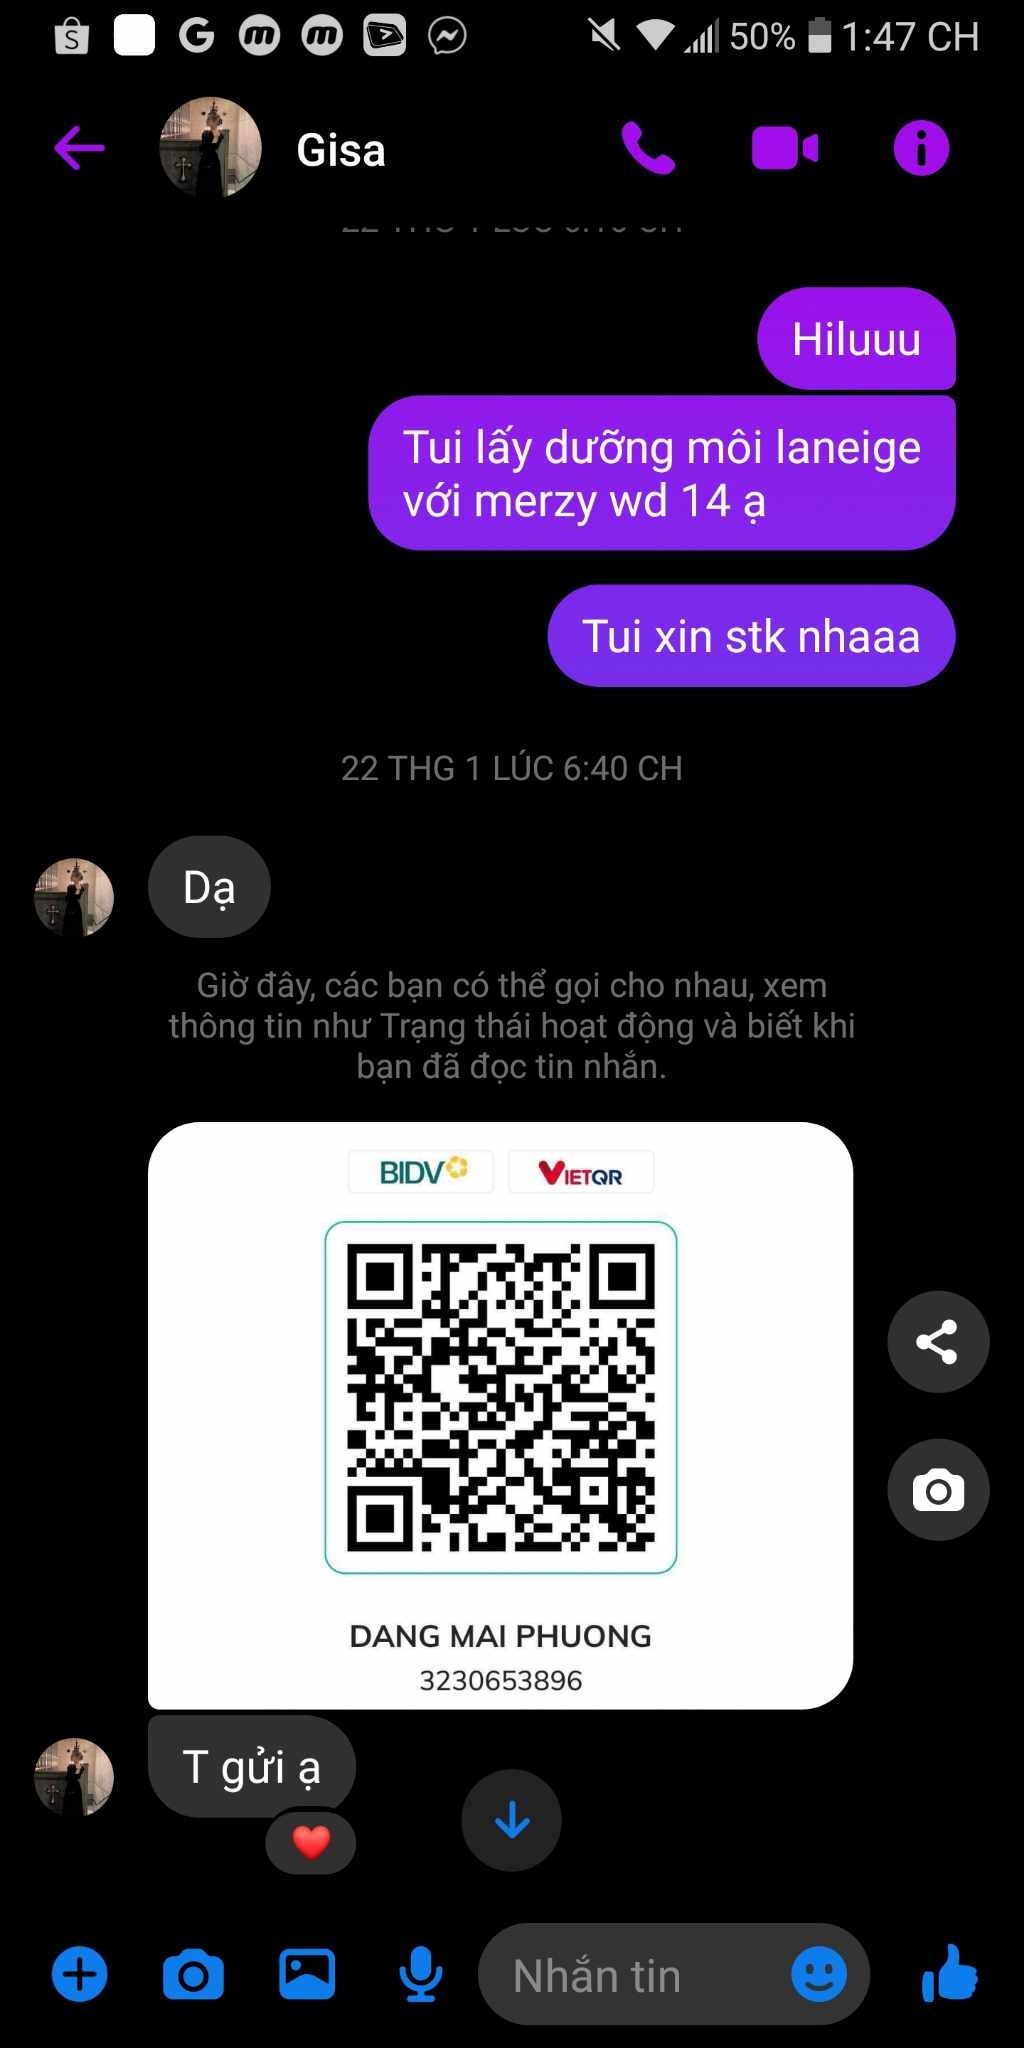 50% 1:47 CH
Gisa
Hiluuu
Tui lấy dưỡng môi laneige
với merzy wd 14 ạ
Tui xin stk nhaaa
22 THG 1 LÚC 6:40 CH
Dạ
Giờ đây, các bạn có thể gọi cho nhau, xem
thông tin như Trạng thái hoạt động và biết khi
bạn đã đọc tin nhắn.
BIDV VIETQR
DANG MAI PHUONG
3230653896
T gửi ạ
Nhắn tin